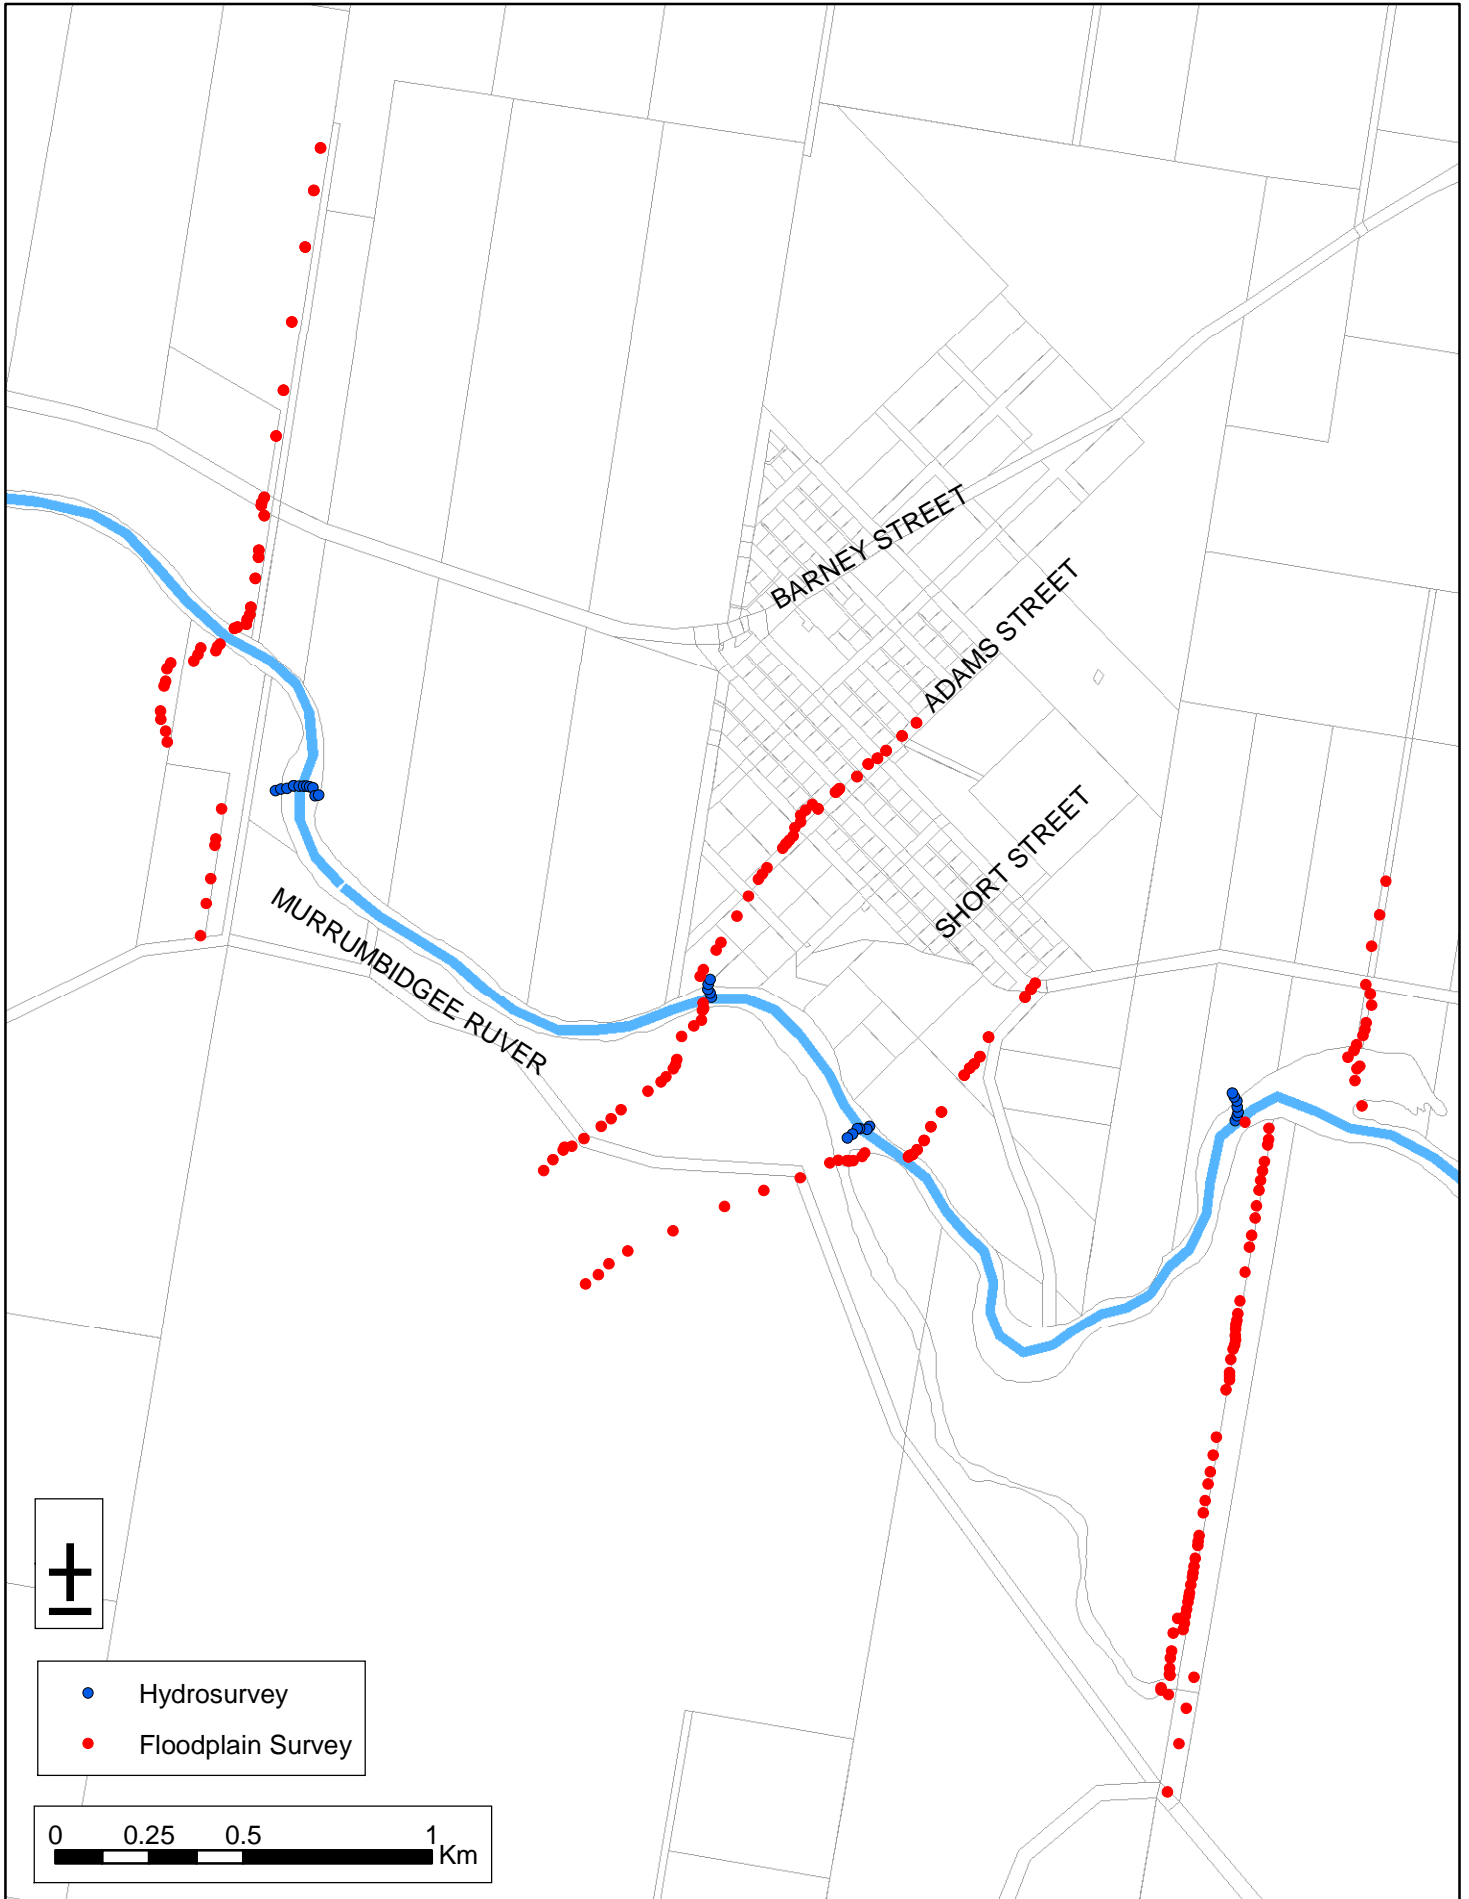 BARNEY STREET
ADAMS STREET
SHORT STREET
MURRUMBIDGEE RUVER
±
Hydrosurvey
Floodplain Survey
0 0.25 0.5 1
Km